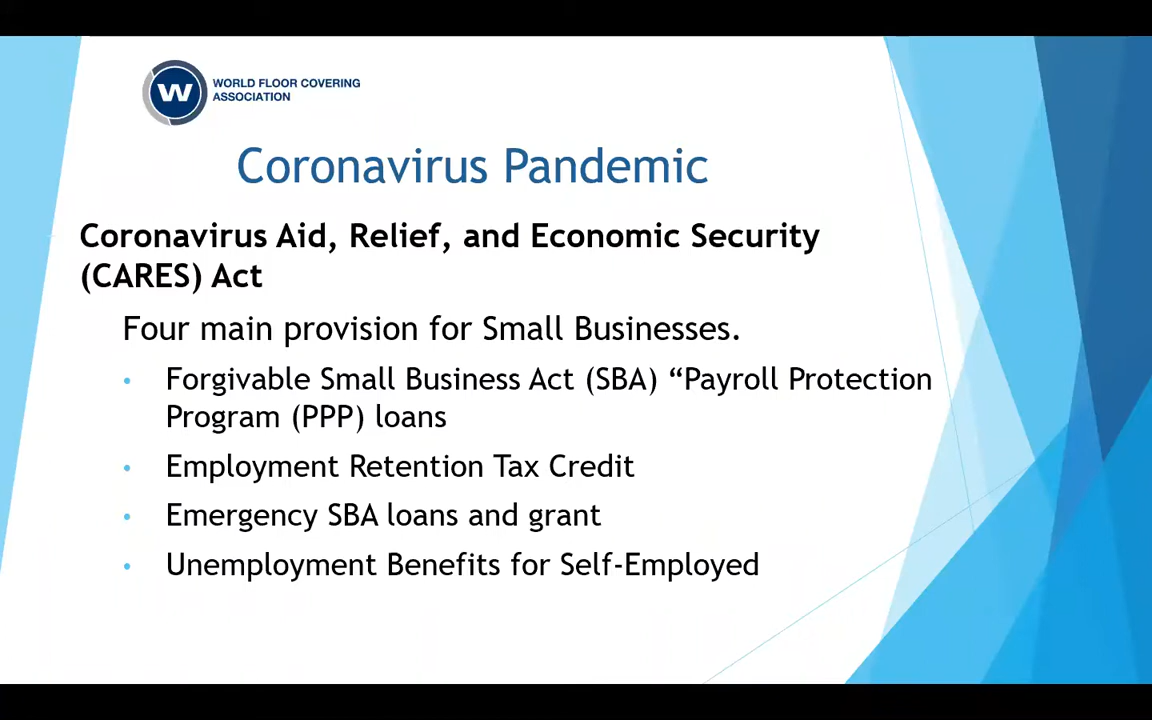 W
WORLD FLOOR COVERING
ASSOCIATION
Coronavirus Pandemic
Coronavirus Aid, Relief, and Economic Security
(CARES) Act
Four main provision for Small Businesses.
• Forgivable Small Business Act (SBA) “Payroll Protection
Program (PPP) loans
• Employment Retention Tax Credit
• Emergency SBA loans and grant
• Unemployment Benefits for Self-Employed